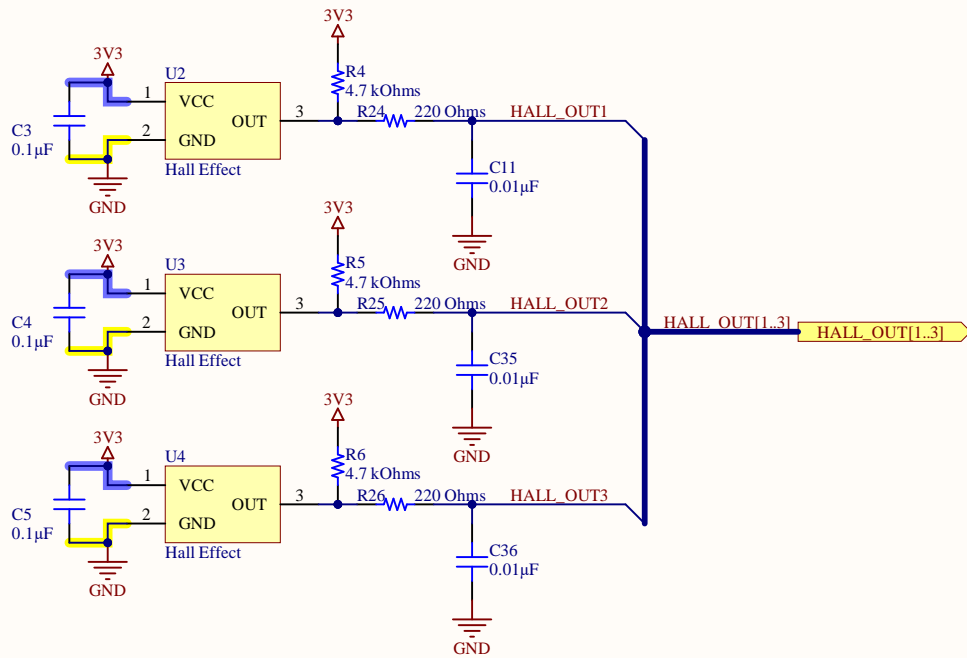 3V3
3V3
U2
R4
4.7 kOhms
1
VCC
C3
0.1µF
OUT
3
R24
220 Ohms
HALL_OUT1
2
GND
Hall Effect
GND
C11
0.01µF
GND
3V3
3V3
U3
R5
4.7 kOhms
1
VCC
C4
0.1µF
OUT
3
R25
220 Ohms
HALL_OUT2
2
GND
Hall Effect
GND
C35
0.01µF
GND
HALL_OUT[1..3]
HALL_OUT[1..3]
3V3
3V3
U4
R6
4.7 kOhms
1
VCC
C5
0.1µF
OUT
3
R26
220 Ohms
HALL_OUT3
2
GND
Hall Effect
GND
C36
0.01µF
GND